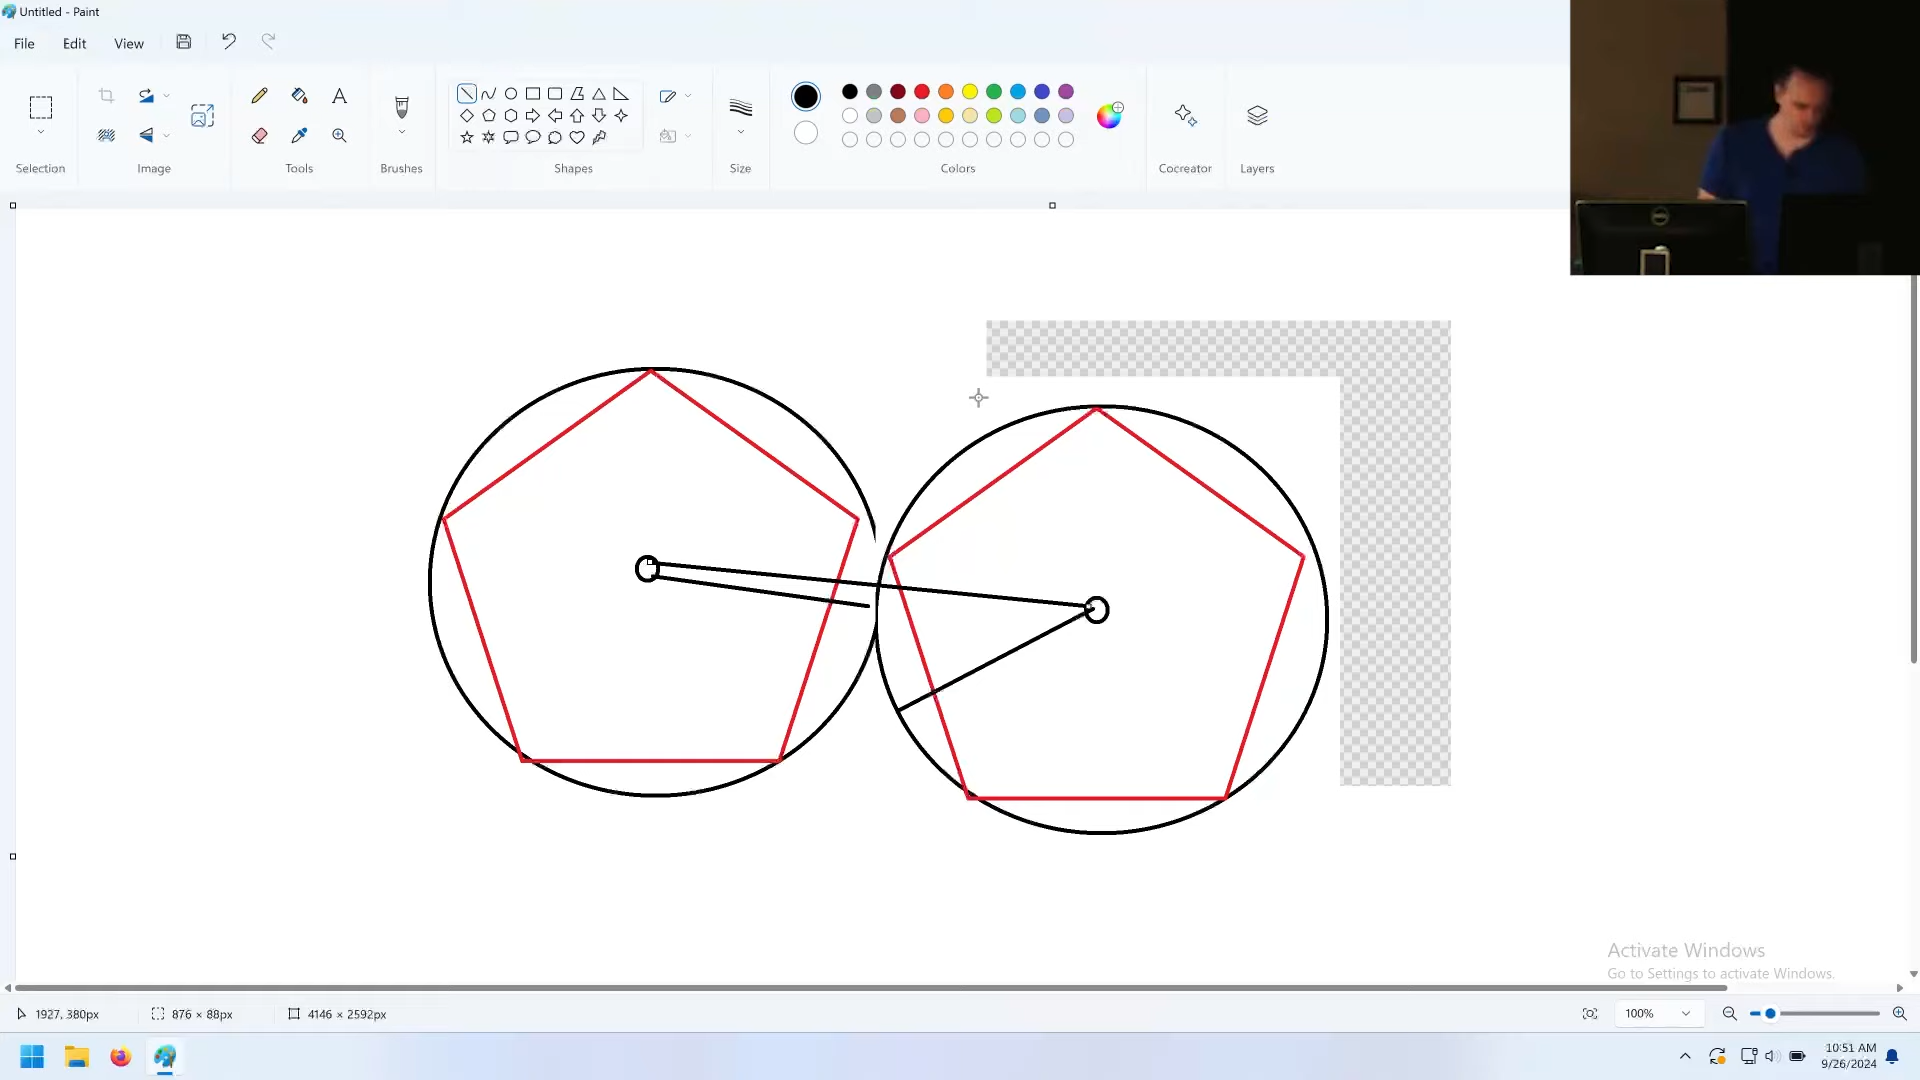 Untitled - Paint
File Edit View
Selection Image Tools Brushes Shapes Size Colors Cocreator Layers
DELL
Activate Windows
Go to Settings to activate Windows.
1927, 380px 876 × 88px 4146 × 2592px 100%
10:51 AM
9/26/2024